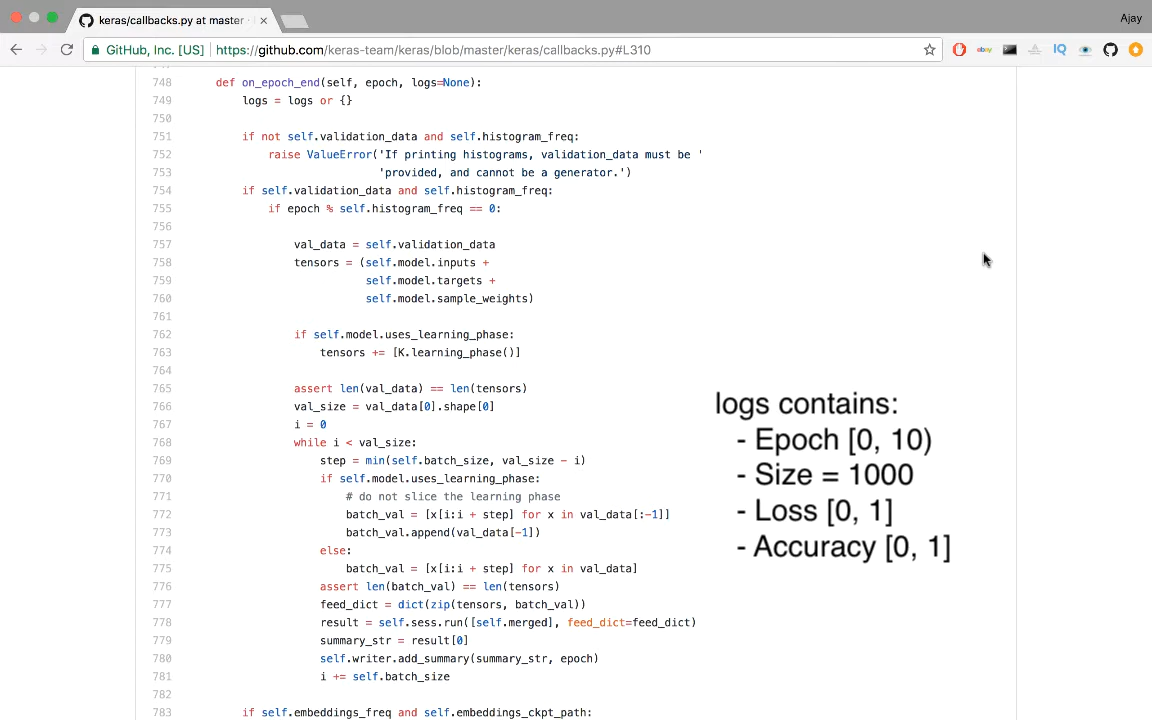 keras/callbacks.py at master ·
Ajay
GitHub, Inc. [US] | https://github.com/keras-team/keras/blob/master/keras/callbacks.py#L310
ebay
IQ
748 def on_epoch_end(self, epoch, logs=None):
749 logs = logs or {}
750
751 if not self.validation_data and self.histogram_freq:
752 raise ValueError('If printing histograms, validation_data must be '
753 'provided, and cannot be a generator.')
754 if self.validation_data and self.histogram_freq:
755 if epoch % self.histogram_freq == 0:
756
757 val_data = self.validation_data
758 tensors = (self.model.inputs +
759 self.model.targets +
760 self.model.sample_weights)
761
762 if self.model.uses_learning_phase:
763 tensors += [K.learning_phase()]
764
765 assert len(val_data) == len(tensors)
766 val_size = val_data[0].shape[0]
767 i = 0
768 while i < val_size:
769 step = min(self.batch_size, val_size - i)
770 if self.model.uses_learning_phase:
771 # do not slice the learning phase
772 batch_val = [x[i:i + step] for x in val_data[:-1]]
773 batch_val.append(val_data[-1])
774 else:
775 batch_val = [x[i:i + step] for x in val_data]
776 assert len(batch_val) == len(tensors)
777 feed_dict = dict(zip(tensors, batch_val))
778 result = self.sess.run([self.merged], feed_dict=feed_dict)
779 summary_str = result[0]
780 self.writer.add_summary(summary_str, epoch)
781 i += self.batch_size
782
783 if self.embeddings_freq and self.embeddings_ckpt_path:
logs contains:
- Epoch [0, 10)
- Size = 1000
- Loss [0, 1]
- Accuracy [0, 1]